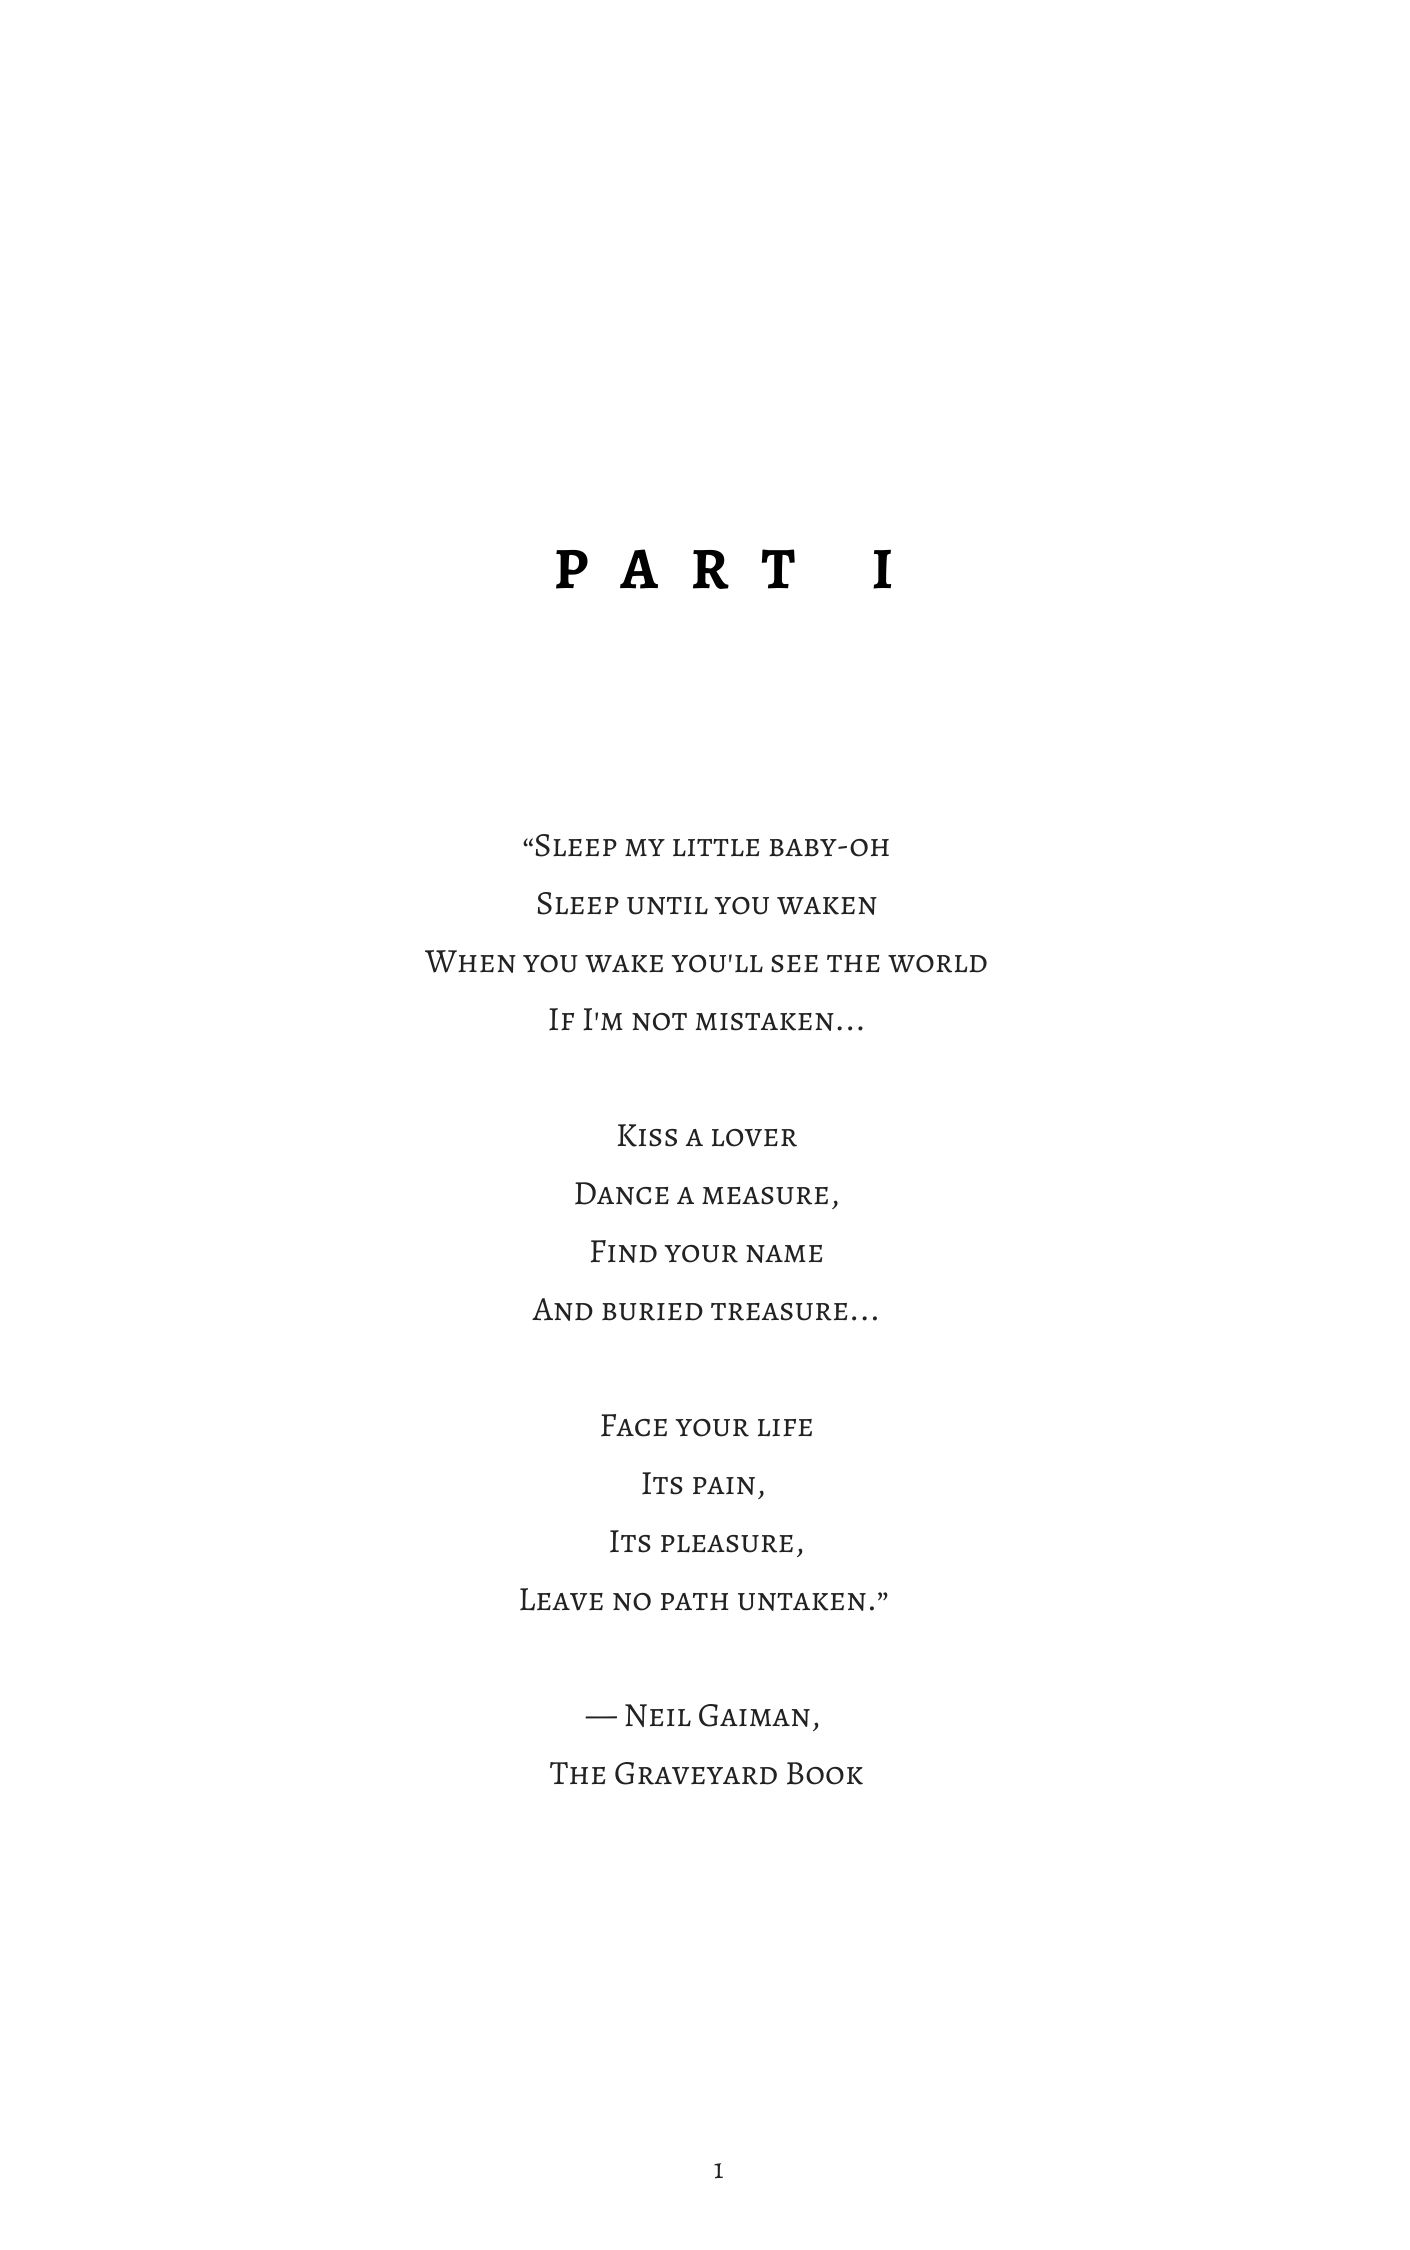 PART I
“Sleep my little baby-oh
Sleep until you waken
When you wake you'll see the world
If I'm not mistaken...
Kiss a lover
Dance a measure,
Find your name
And buried treasure...
Face your life
Its pain,
Its pleasure,
Leave no path untaken.”
— Neil Gaiman,
The Graveyard Book
1